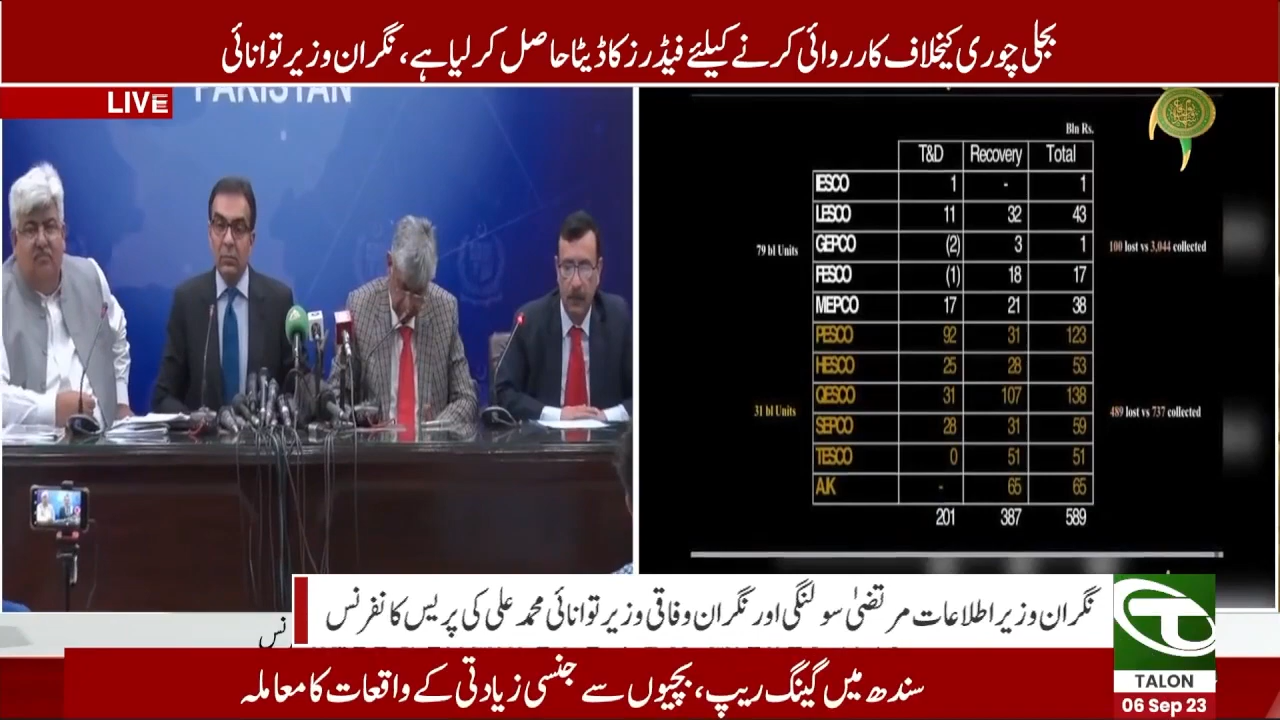 بجلی چوری کیخلاف کارروائی کرنے کیلئے فیڈرز کا ڈیٹا حاصل کر لیا ہے، نگران وزیر توانائی
LIVE
PAKISTAN
Bln Rs.
T&D Recovery Total
IESCO 1 - 1
LESCO 11 32 43
GEPCO (2) 3 1
FESCO (1) 18 17
MEPCO 17 21 38
PESCO 92 31 123
HESCO 25 28 53
QESCO 31 107 138
SEPCO 28 31 59
TESCO 0 51 51
AJK - 65 65
201 387 589
79 bl Units
100 lost vs 3,044 collected
31 bl Units
489 lost vs 737 collected
نگران وزیر اطلاعات مرتضیٰ سولنگی اور نگران وفاقی وزیر توانائی محمد علی کی پریس کانفرنس
سندھ میں گینگ ریپ، بچیوں سے جنسی زیادتی کے واقعات کا معاملہ
TALON
06 Sep 23